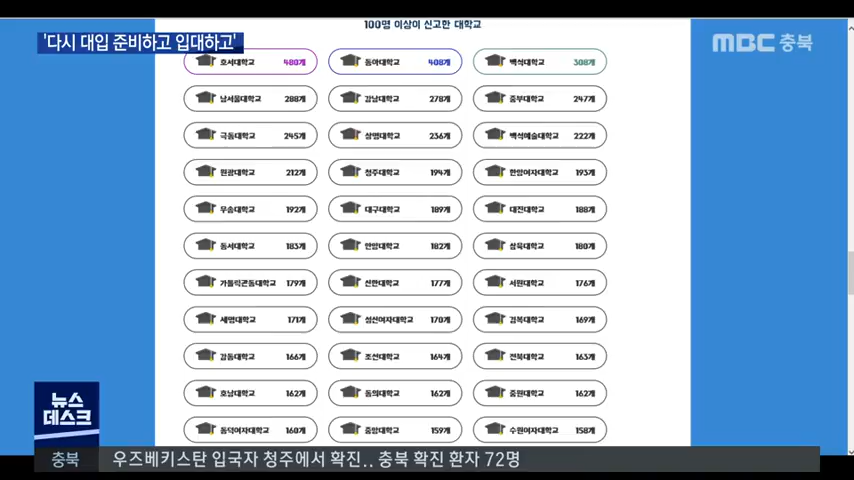 100명 이상이 신고한 대학교
'다시 대입 준비하고 입대하고'
MBC 충북
호서대학교 480개
동아대학교 408개
백석대학교 308개
남서울대학교 288개
강남대학교 278개
중부대학교 247개
극동대학교 245개
상명대학교 236개
백석예술대학교 222개
원광대학교 212개
청주대학교 194개
한양여자대학교 193개
우송대학교 192개
대구대학교 189개
대진대학교 188개
동서대학교 183개
안양대학교 182개
삼육대학교 180개
가톨릭관동대학교 179개
신한대학교 177개
서원대학교 176개
세명대학교 171개
성신여자대학교 170개
경복대학교 169개
강동대학교 166개
조선대학교 164개
전북대학교 163개
호남대학교 162개
동의대학교 162개
중원대학교 162개
동덕여자대학교 160개
중앙대학교 159개
수원여자대학교 158개
뉴스
데스크
충북 우즈베키스탄 입국자 청주에서 확진.. 충북 확진 환자 72명